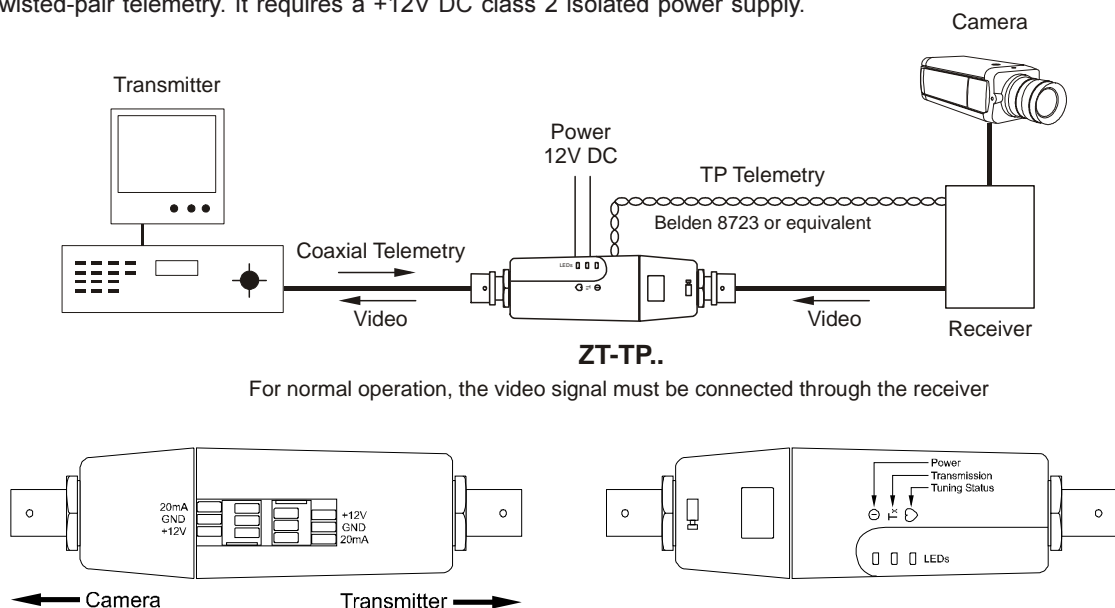 wisted-pair telemetry. It requires a +12V DC class 2 isolated power supply.
Camera
Transmitter
Power
12V DC
TP Telemetry
Belden 8723 or equivalent
Coaxial Telemetry
LEDs
Video
Video
Receiver
ZT-TP..
For normal operation, the video signal must be connected through the receiver
20mA
GND
+12V
+12V
GND
20mA
Camera
Transmitter
Power
Transmission
Tuning Status
Tx
LEDs